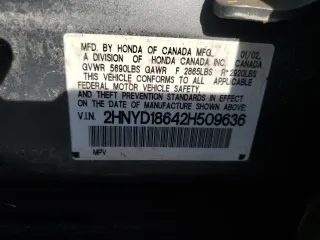 MFD. BY HONDA OF CANADA MFG., 01/02
A DIVISION OF HONDA CANADA INC. CANADA
GVWR 5690LBS GAWR F 2865LBS R 2920LBS
THIS VEHICLE CONFORMS TO ALL APPLICABLE
FEDERAL MOTOR VEHICLE SAFETY AND
STANDARDS IN EFFECT ON THE DATE OF
MANUFACTURE SHOWN ABOVE.
V.I.N. 2HNYD18642H509636
MPV